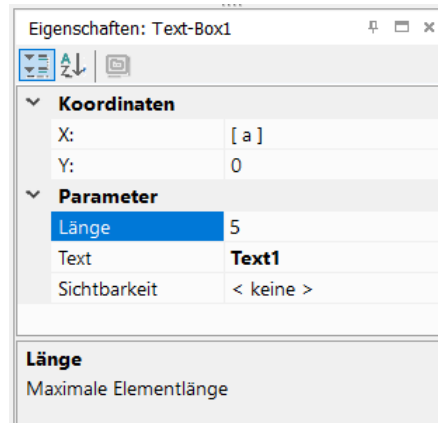 Eigenschaften: Text-Box1
Koordinaten
X: [ a ]
Y: 0
Parameter
Länge 5
Text Text1
Sichtbarkeit < keine >
Länge
Maximale Elementlänge